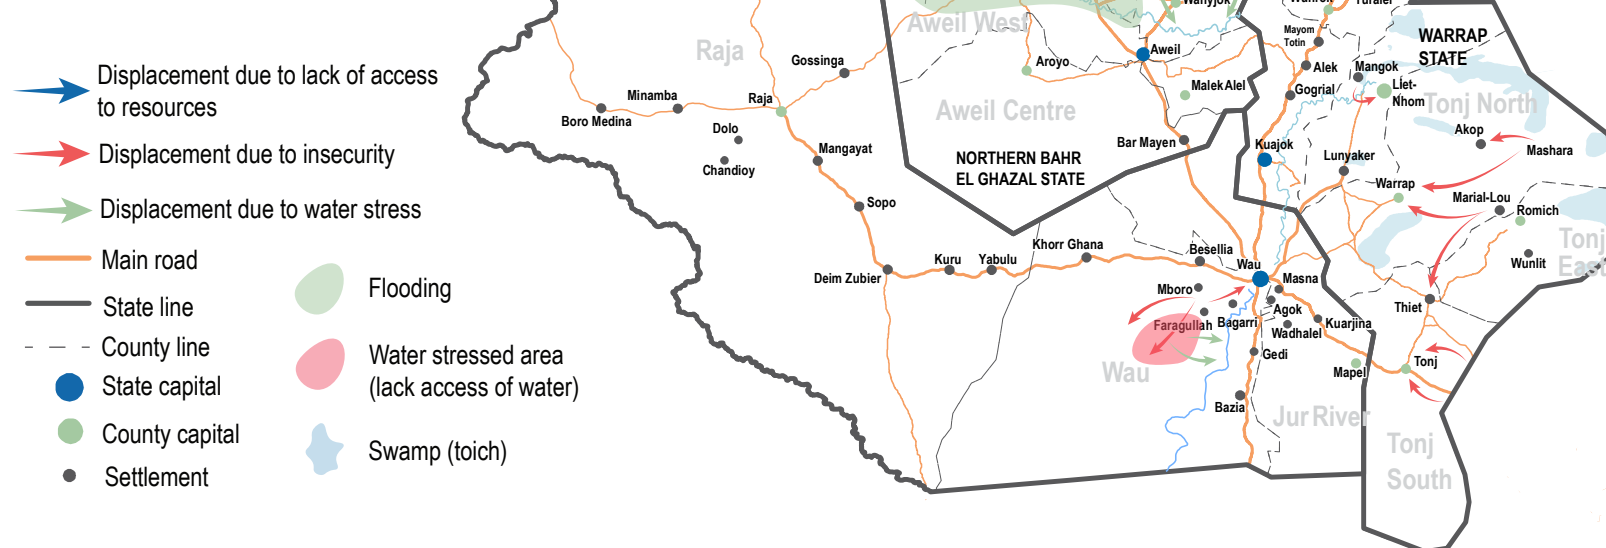 Displacement due to lack of access
to resources
Displacement due to insecurity
Displacement due to water stress
Main road
State line
County line
State capital
County capital
Settlement
Flooding
Water stressed area
(lack access of water)
Swamp (toich)
Raja
Gossinga
Minamba
Raja
Boro Medina
Dolo
Chandioy
Mangayat
Sopo
Deim Zubier
Kuru
Yabulu
Khorr Ghana
Aweil West
Wanyjok
Aweil
Aroyo
Malek Alel
Aweil Centre
Bar Mayen
NORTHERN BAHR
EL GHAZAL STATE
Wunrok
Turalei
Mayom
Totin
Alek
Gogrial
Mangok
Liet-
Nhom
WARRAP
STATE
Tonj North
Akop
Mashara
Kuajok
Lunyaker
Warrap
Marial-Lou
Romich
Tonj
East
Wunlit
Thiet
Besellia
Wau
Masna
Mboro
Agok
Faragullah
Bagarri
Wadhalel
Kuarjina
Gedi
Wau
Mapel
Tonj
Bazia
Jur River
Tonj
South